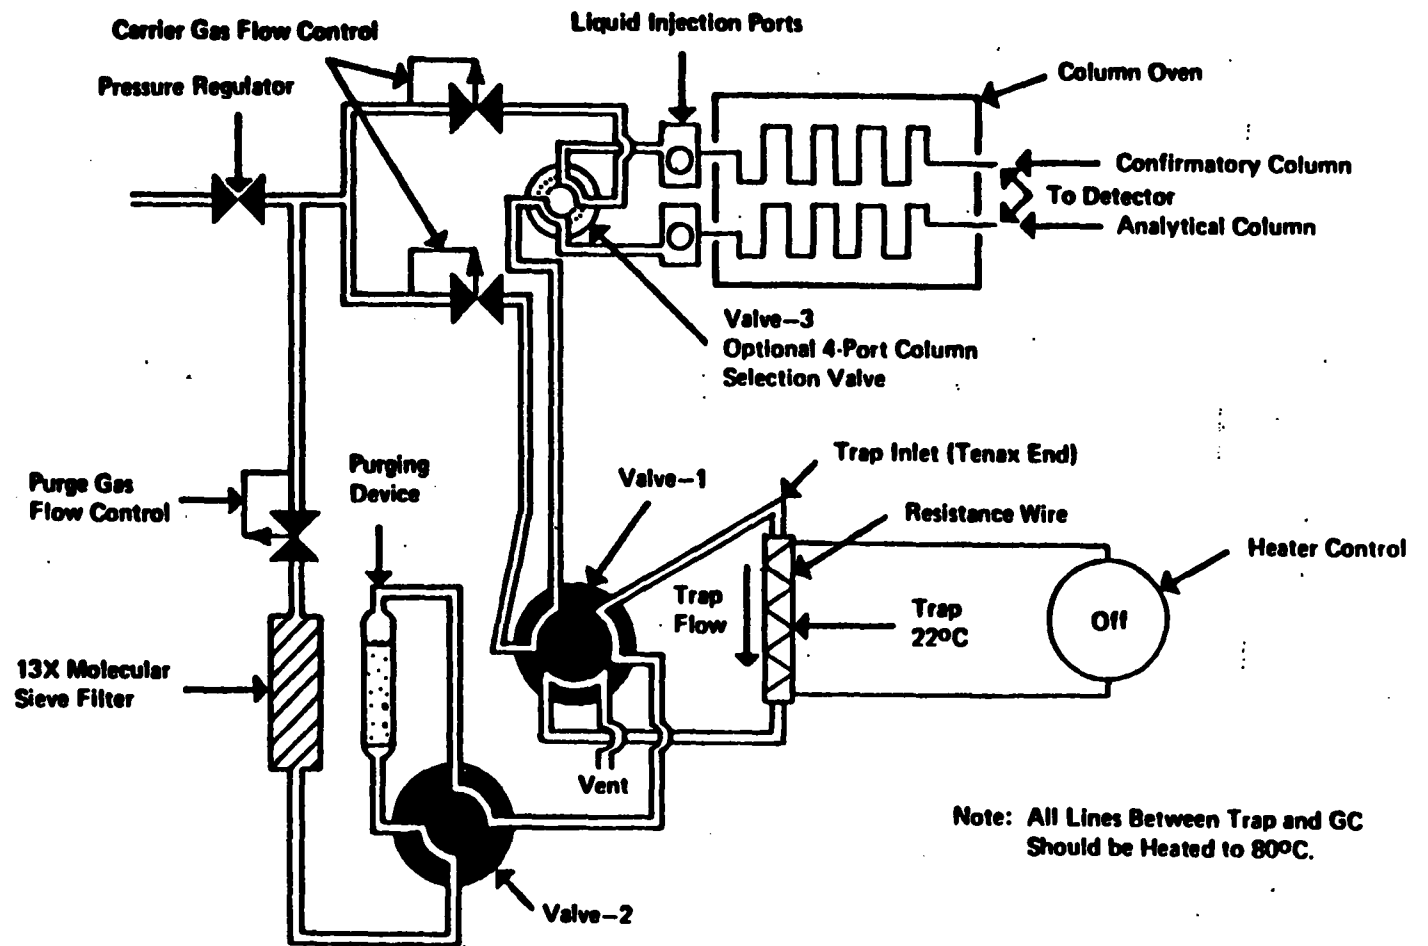 Carrier Gas Flow Control
Pressure Regulator
Liquid Injection Ports
Column Oven
Confirmatory Column
To Detector
Analytical Column
Valve–3
Optional 4-Port Column
Selection Valve
Purge Gas
Flow Control
Purging
Device
Valve–1
Trap Inlet (Tenax End)
Resistance Wire
Heater Control
Trap
Flow
Trap
22ºC
Off
13X Molecular
Sieve Filter
Vent
Valve–2
Note: All Lines Between Trap and GC
Should be Heated to 80ºC.